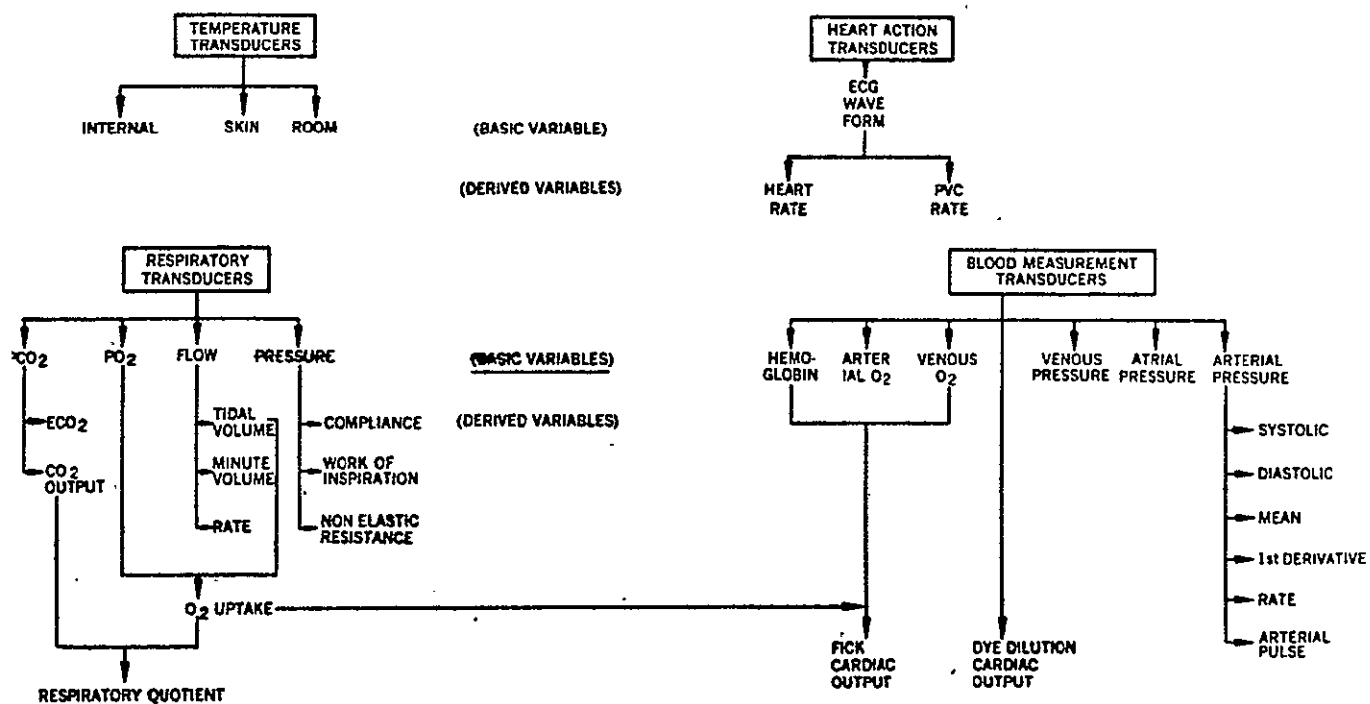 TEMPERATURE
TRANSDUCERS
INTERNAL
SKIN
ROOM
(BASIC VARIABLE)
(DERIVED VARIABLES)
HEART ACTION
TRANSDUCERS
ECG
WAVE
FORM
HEART
RATE
PVC
RATE
RESPIRATORY
TRANSDUCERS
PCO2
PO2
FLOW
PRESSURE
(BASIC VARIABLES)
ECO2
CO2
OUTPUT
TIDAL
VOLUME
MINUTE
VOLUME
RATE
COMPLIANCE
WORK OF
INSPIRATION
NON ELASTIC
RESISTANCE
(DERIVED VARIABLES)
O2 UPTAKE
RESPIRATORY QUOTIENT
BLOOD MEASUREMENT
TRANSDUCERS
HEMO-
GLOBIN
ARTER
IAL O2
VENOUS
O2
VENOUS
PRESSURE
ATRIAL
PRESSURE
ARTERIAL
PRESSURE
SYSTOLIC
DIASTOLIC
MEAN
1st DERIVATIVE
RATE
ARTERIAL
PULSE
FICK
CARDIAC
OUTPUT
DYE DILUTION
CARDIAC
OUTPUT